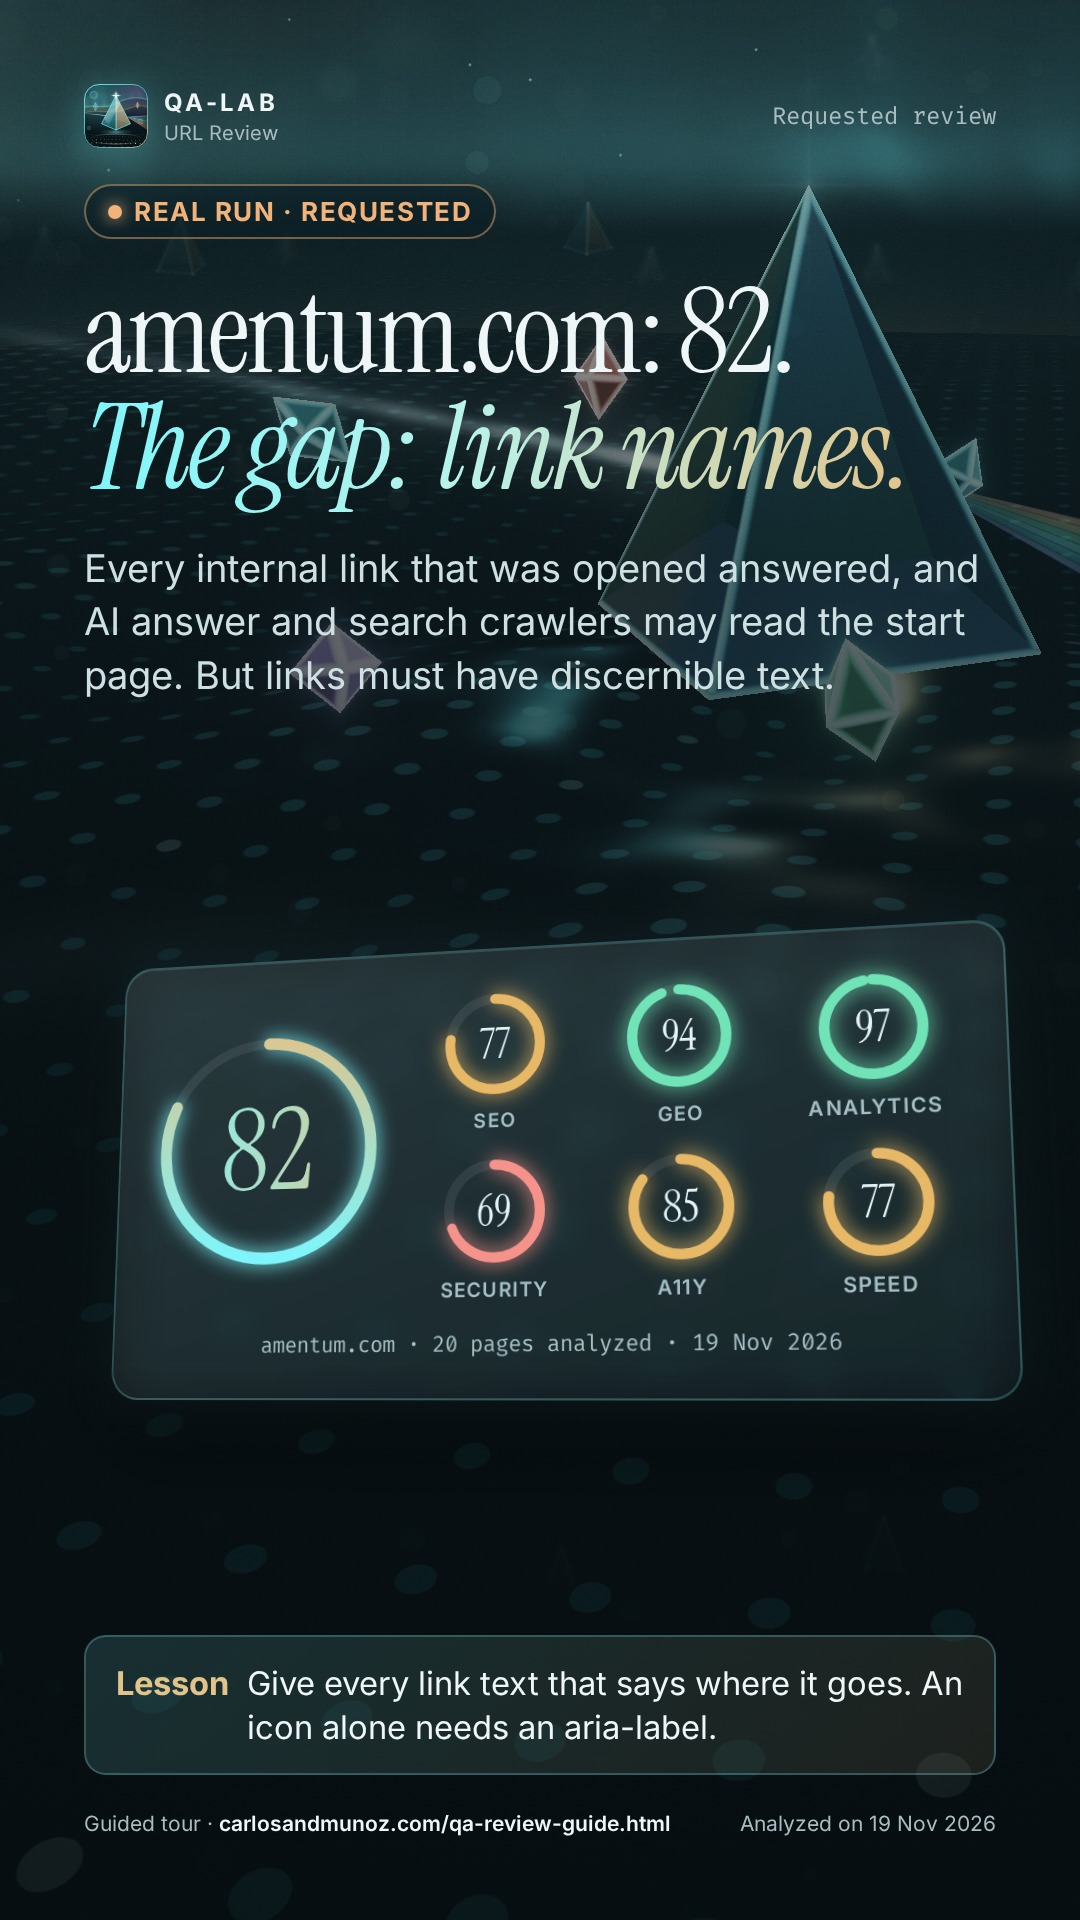 QA-LAB
URL Review
Requested review
REAL RUN · REQUESTED
amentum.com: 82.
The gap: link names.
Every internal link that was opened answered, and
AI answer and search crawlers may read the start
page. But links must have discernible text.
82
77
SEO
94
GEO
97
ANALYTICS
69
SECURITY
85
A11Y
77
SPEED
amentum.com · 20 pages analyzed · 19 Nov 2026
Lesson Give every link text that says where it goes. An
icon alone needs an aria-label.
Guided tour · carlosandmunoz.com/qa-review-guide.html
Analyzed on 19 Nov 2026